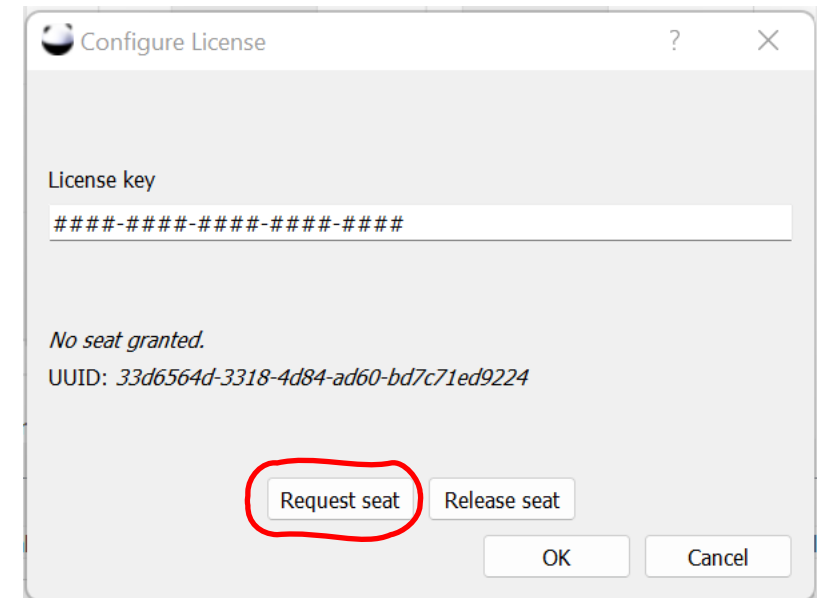 Configure License
License key
####-####-####-####-####
No seat granted.
UUID: 33d6564d-3318-4d84-ad60-bd7c71ed9224
Request seat Release seat
OK Cancel